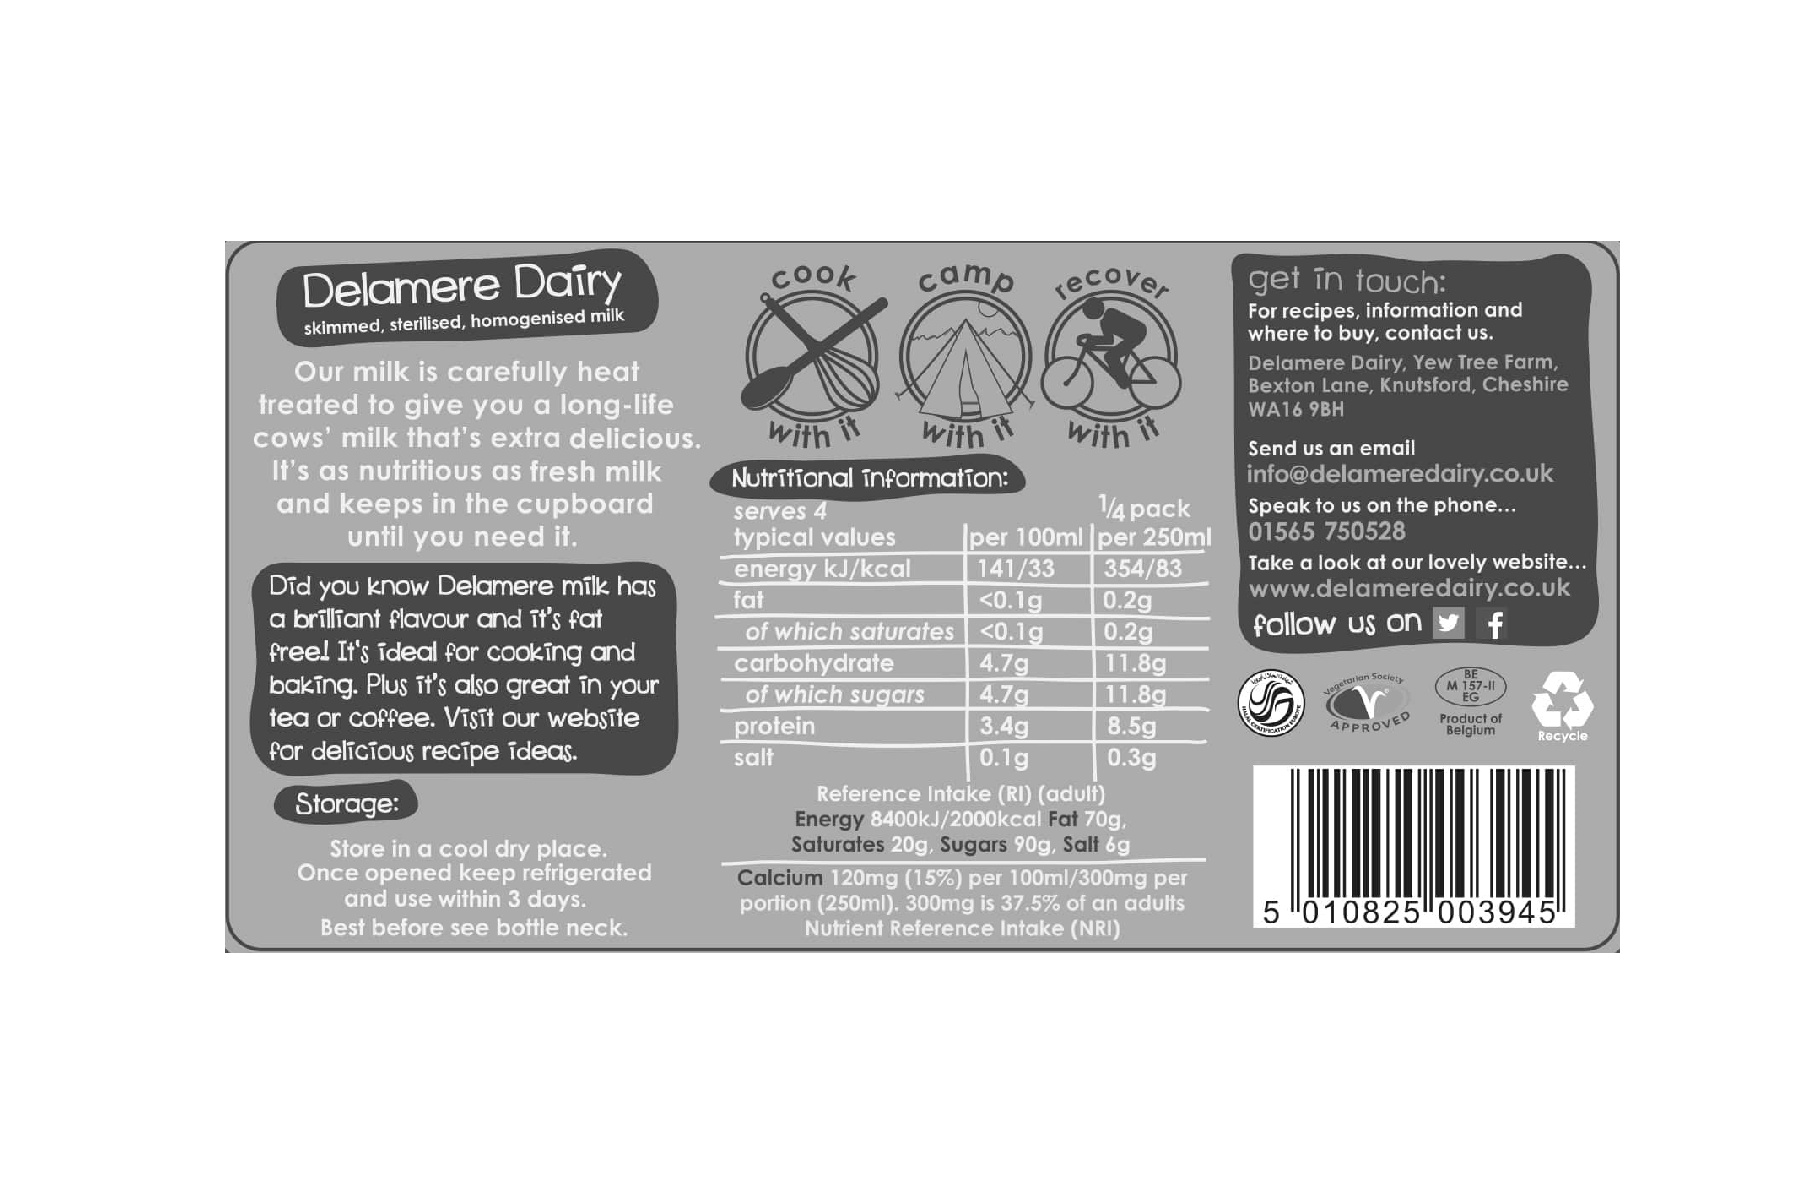 Delamere Dairy
skimmed, sterilised, homogenised milk
Our milk is carefully heat
treated to give you a long-life
cows' milk that's extra delicious.
It's as nutritious as fresh milk
and keeps in the cupboard
until you need it.
Did you know Delamere milk has
a brilliant flavour and it's fat
free! It's ideal for cooking and
baking. Plus it's also great in your
tea or coffee. Visit our website
for delicious recipe ideas.
Storage:
Store in a cool dry place.
Once opened keep refrigerated
and use within 3 days.
Best before see bottle neck.
cook
with it
camp
with it
recover
with it
Nutritional information:
serves 4 1/4 pack
typical values per 100ml per 250ml
energy kJ/kcal 141/33 354/83
fat <0.1g 0.2g
of which saturates <0.1g 0.2g
carbohydrate 4.7g 11.8g
of which sugars 4.7g 11.8g
protein 3.4g 8.5g
salt 0.1g 0.3g
Reference Intake (RI) (adult)
Energy 8400kJ/2000kcal Fat 70g,
Saturates 20g, Sugars 90g, Salt 6g
Calcium 120mg (15%) per 100ml/300mg per
portion (250ml). 300mg is 37.5% of an adults
Nutrient Reference Intake (NRI)
get in touch:
For recipes, information and
where to buy, contact us.
Delamere Dairy, Yew Tree Farm,
Bexton Lane, Knutsford, Cheshire
WA16 9BH
Send us an email
info@delameredairy.co.uk
Speak to us on the phone...
01565 750528
Take a look at our lovely website...
www.delameredairy.co.uk
follow us on
Vegetarian Society
APPROVED
BE
M 157-II
EG
Product of
Belgium
Recycle
5 010825 003945